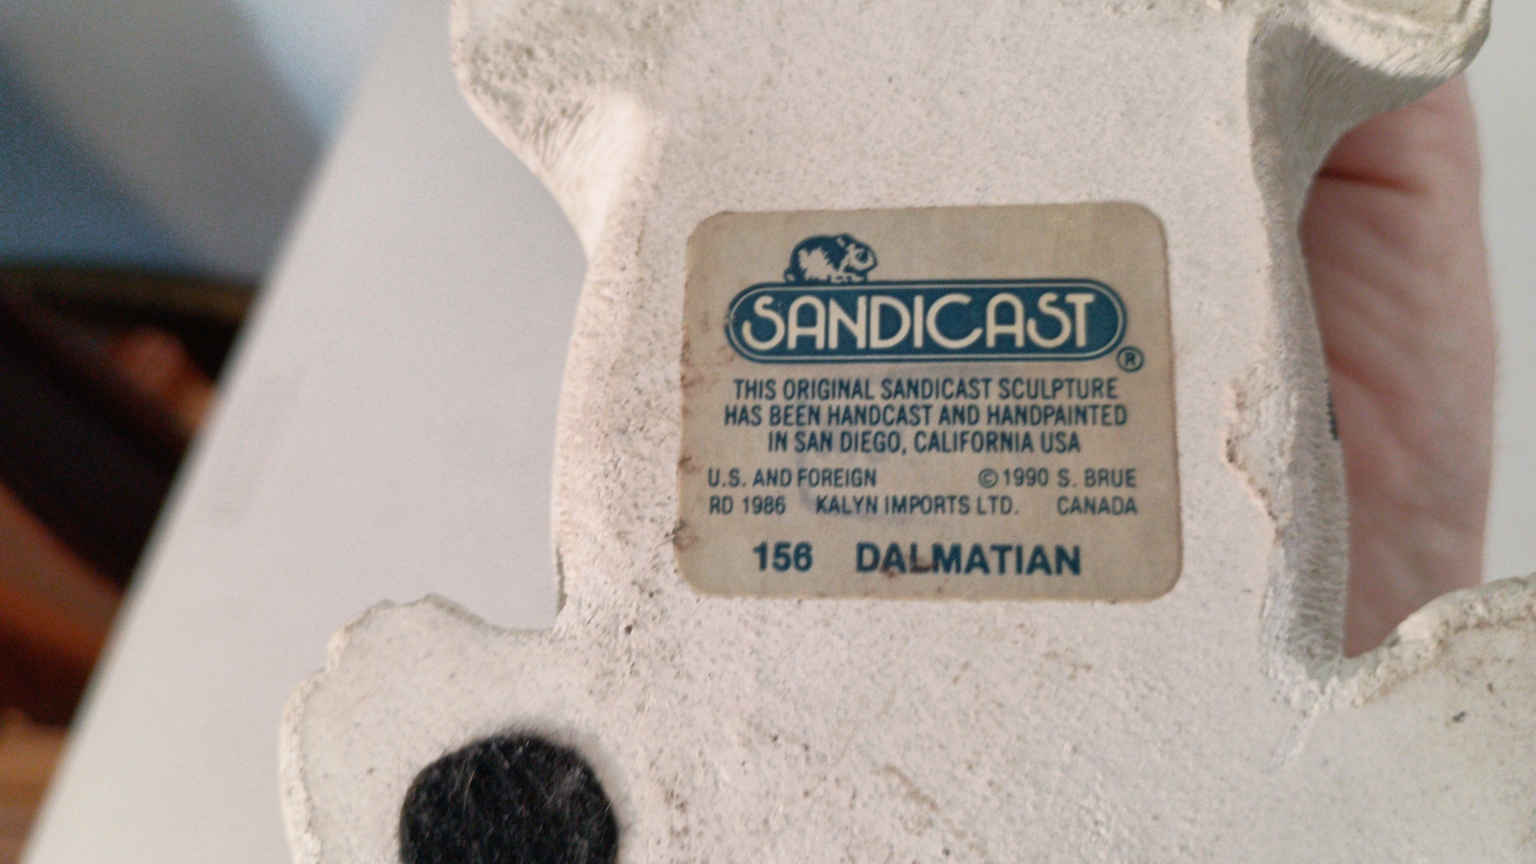 SANDICAST®
THIS ORIGINAL SANDICAST SCULPTURE
HAS BEEN HANDCAST AND HANDPAINTED
IN SAN DIEGO, CALIFORNIA USA
U.S. AND FOREIGN © 1990 S. BRUE
RD 1986 KALYN IMPORTS LTD. CANADA
156 DALMATIAN